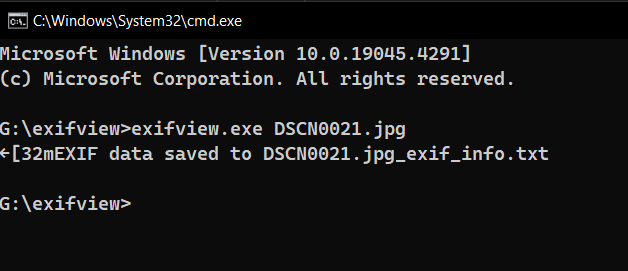 C:\Windows\System32\cmd.exe
Microsoft Windows [Version 10.0.19045.4291]
(c) Microsoft Corporation. All rights reserved.
G:\exifview>exifview.exe DSCN0021.jpg
←[32mEXIF data saved to DSCN0021.jpg_exif_info.txt
G:\exifview>